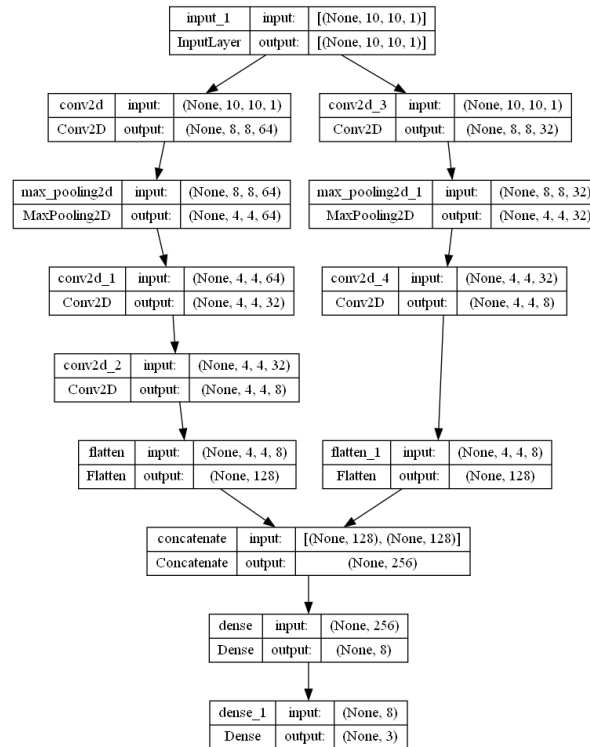 input_1 input: [(None, 10, 10, 1)]
InputLayer output: [(None, 10, 10, 1)]
conv2d input: (None, 10, 10, 1)
Conv2D output: (None, 8, 8, 64)
conv2d_3 input: (None, 10, 10, 1)
Conv2D output: (None, 8, 8, 32)
max_pooling2d input: (None, 8, 8, 64)
MaxPooling2D output: (None, 4, 4, 64)
max_pooling2d_1 input: (None, 8, 8, 32)
MaxPooling2D output: (None, 4, 4, 32)
conv2d_1 input: (None, 4, 4, 64)
Conv2D output: (None, 4, 4, 32)
conv2d_4 input: (None, 4, 4, 32)
Conv2D output: (None, 4, 4, 8)
conv2d_2 input: (None, 4, 4, 32)
Conv2D output: (None, 4, 4, 8)
flatten input: (None, 4, 4, 8)
Flatten output: (None, 128)
flatten_1 input: (None, 4, 4, 8)
Flatten output: (None, 128)
concatenate input: [(None, 128), (None, 128)]
Concatenate output: (None, 256)
dense input: (None, 256)
Dense output: (None, 8)
dense_1 input: (None, 8)
Dense output: (None, 3)